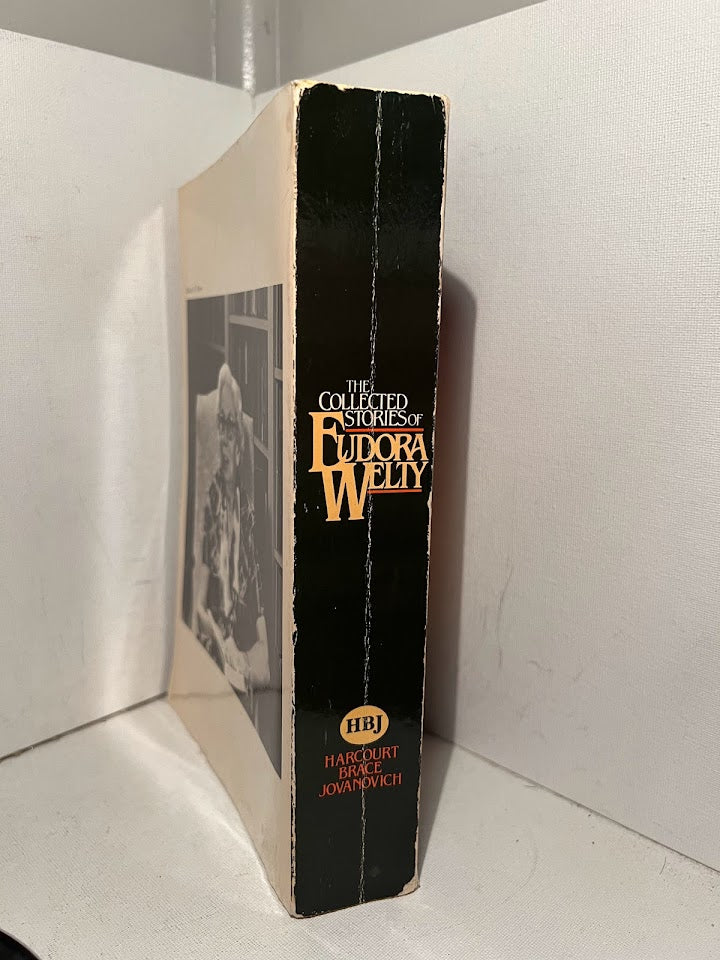 THE
COLLECTED
STORIES OF
EUDORA
WELTY
HBJ
HARCOURT
BRACE
JOVANOVICH